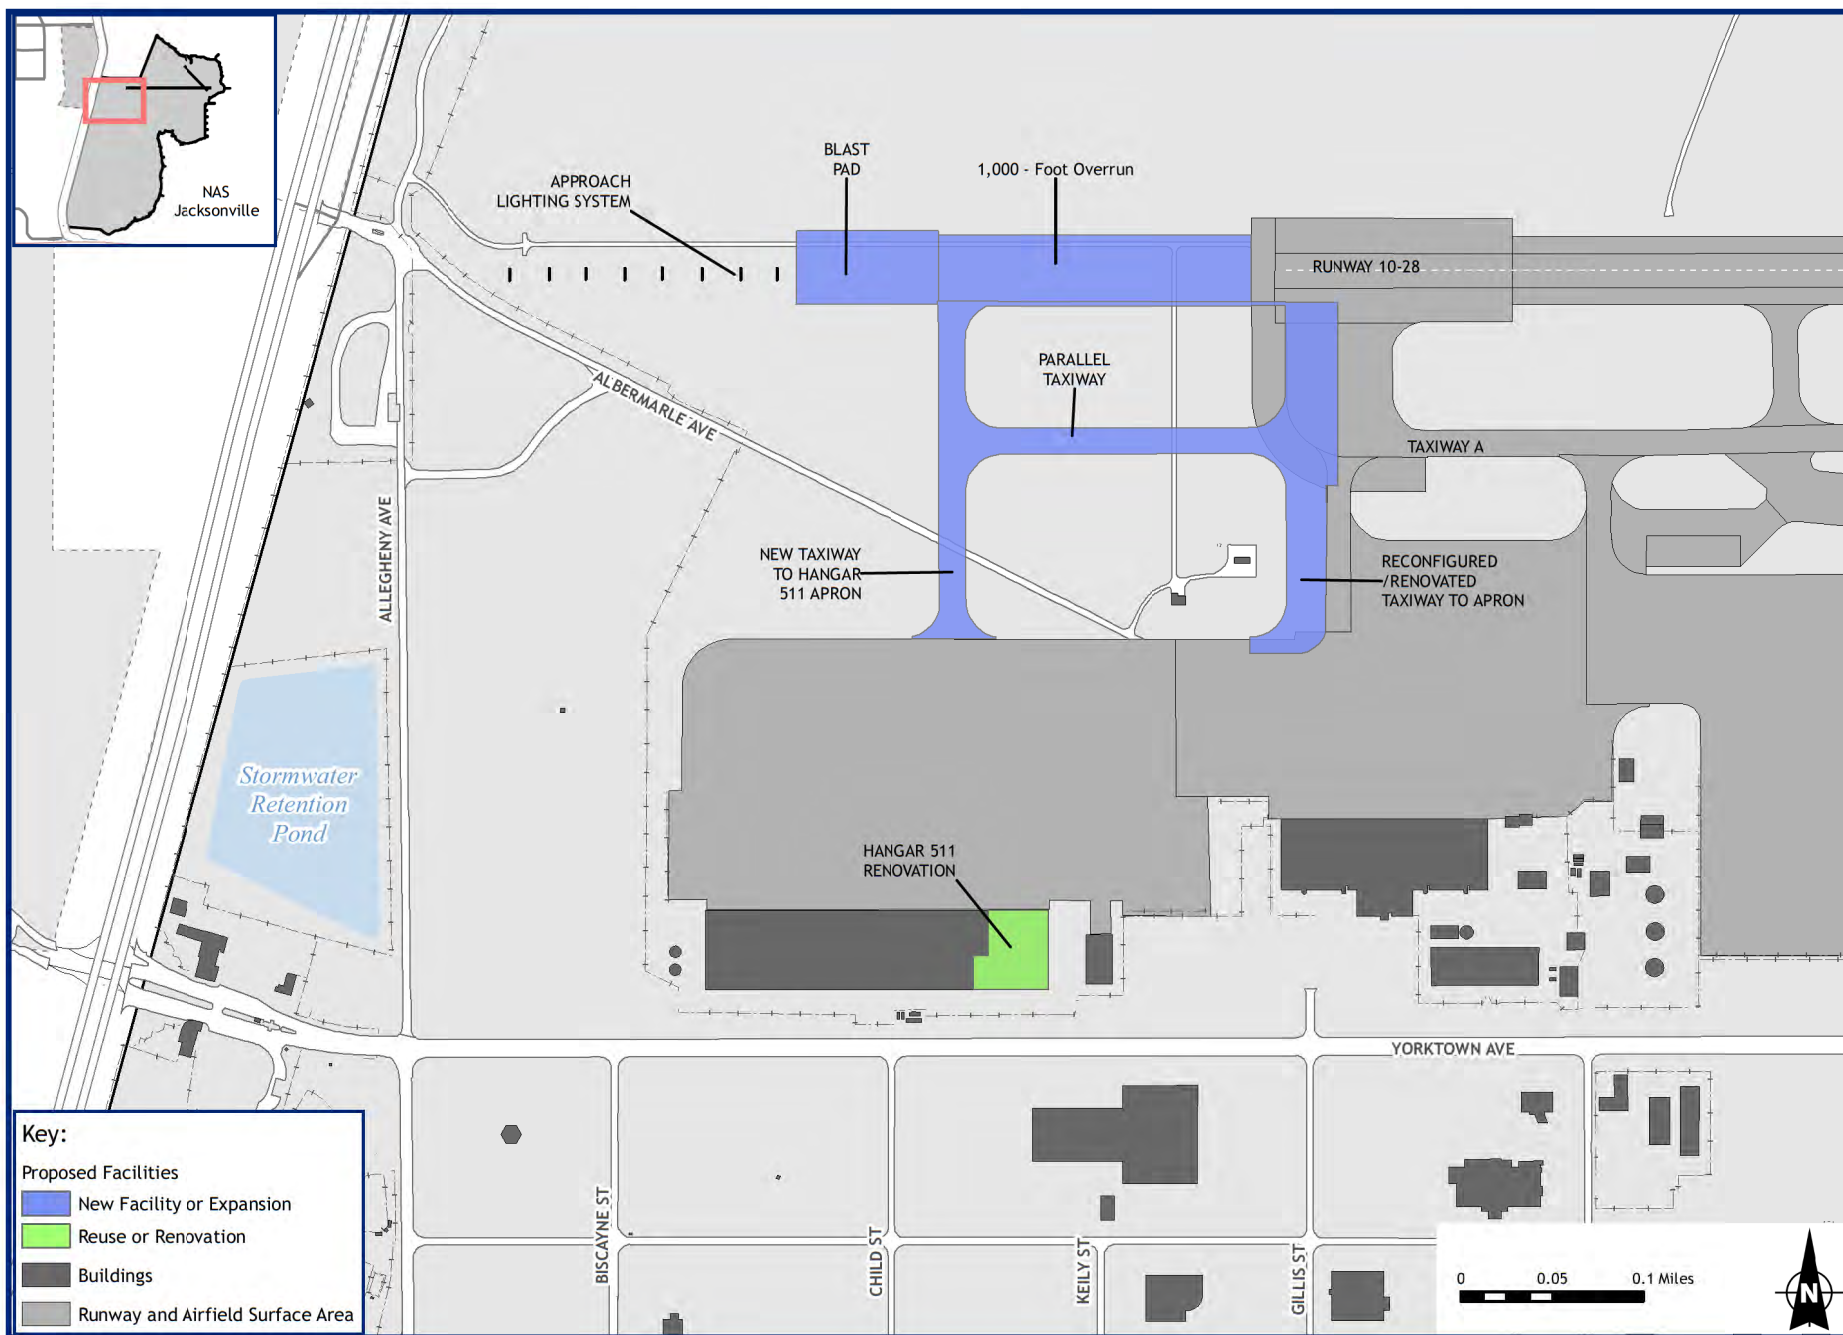 NAS
Jacksonville
BLAST
PAD
1,000 - Foot Overrun
APPROACH
LIGHTING SYSTEM
RUNWAY 10-28
PARALLEL
TAXIWAY
ALBERMARLE AVE
TAXIWAY A
ALLEGHENY AVE
NEW TAXIWAY
TO HANGAR
511 APRON
RECONFIGURED
/RENOVATED
TAXIWAY TO APRON
Stormwater
Retention
Pond
HANGAR 511
RENOVATION
YORKTOWN AVE
BISCAYNE ST
CHILD ST
KEILY ST
GILLIS ST
Key:
Proposed Facilities
New Facility or Expansion
Reuse or Renovation
Buildings
Runway and Airfield Surface Area
0 0.05 0.1 Miles
N